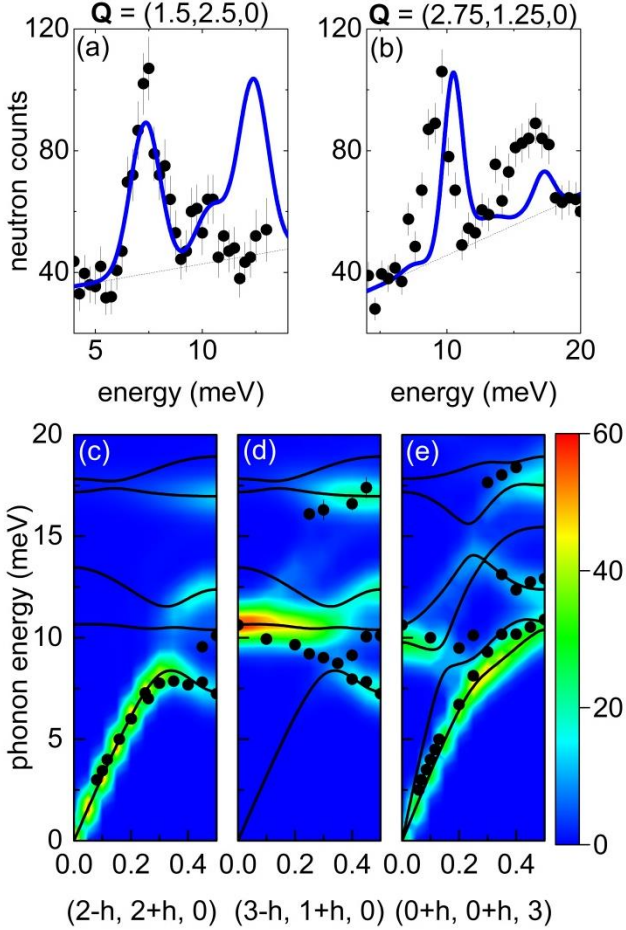 Q = (1.5,2.5,0)
Q = (2.75,1.25,0)
120
80
40
neutron counts
(a)
(b)
5
10
10
15
20
energy (meV)
energy (meV)
20
15
10
5
0
phonon energy (meV)
(c)
(d)
(e)
60
40
20
0
0.0 0.2 0.4
0.0 0.2 0.4
0.0 0.2 0.4
(2-h, 2+h, 0)
(3-h, 1+h, 0)
(0+h, 0+h, 3)